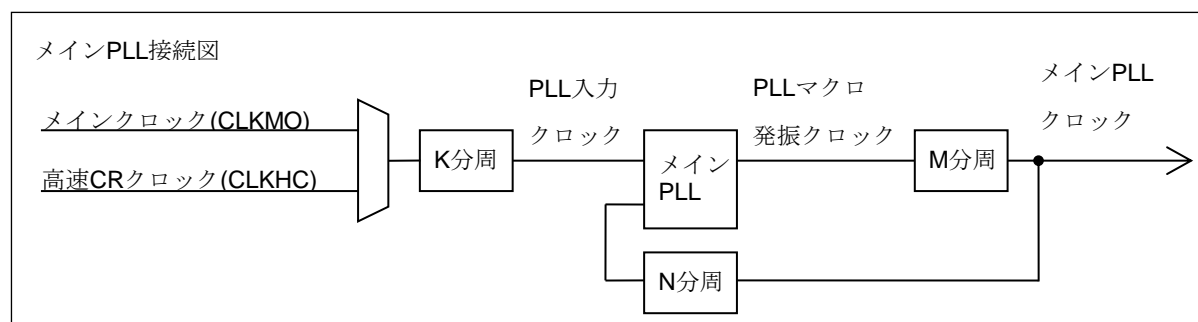 メインPLL接続図
メインクロック(CLKMO)
高速CRクロック(CLKHC)
K分周
PLL入力
クロック
メイン
PLL
PLLマクロ
発振クロック
M分周
メインPLL
クロック
N分周